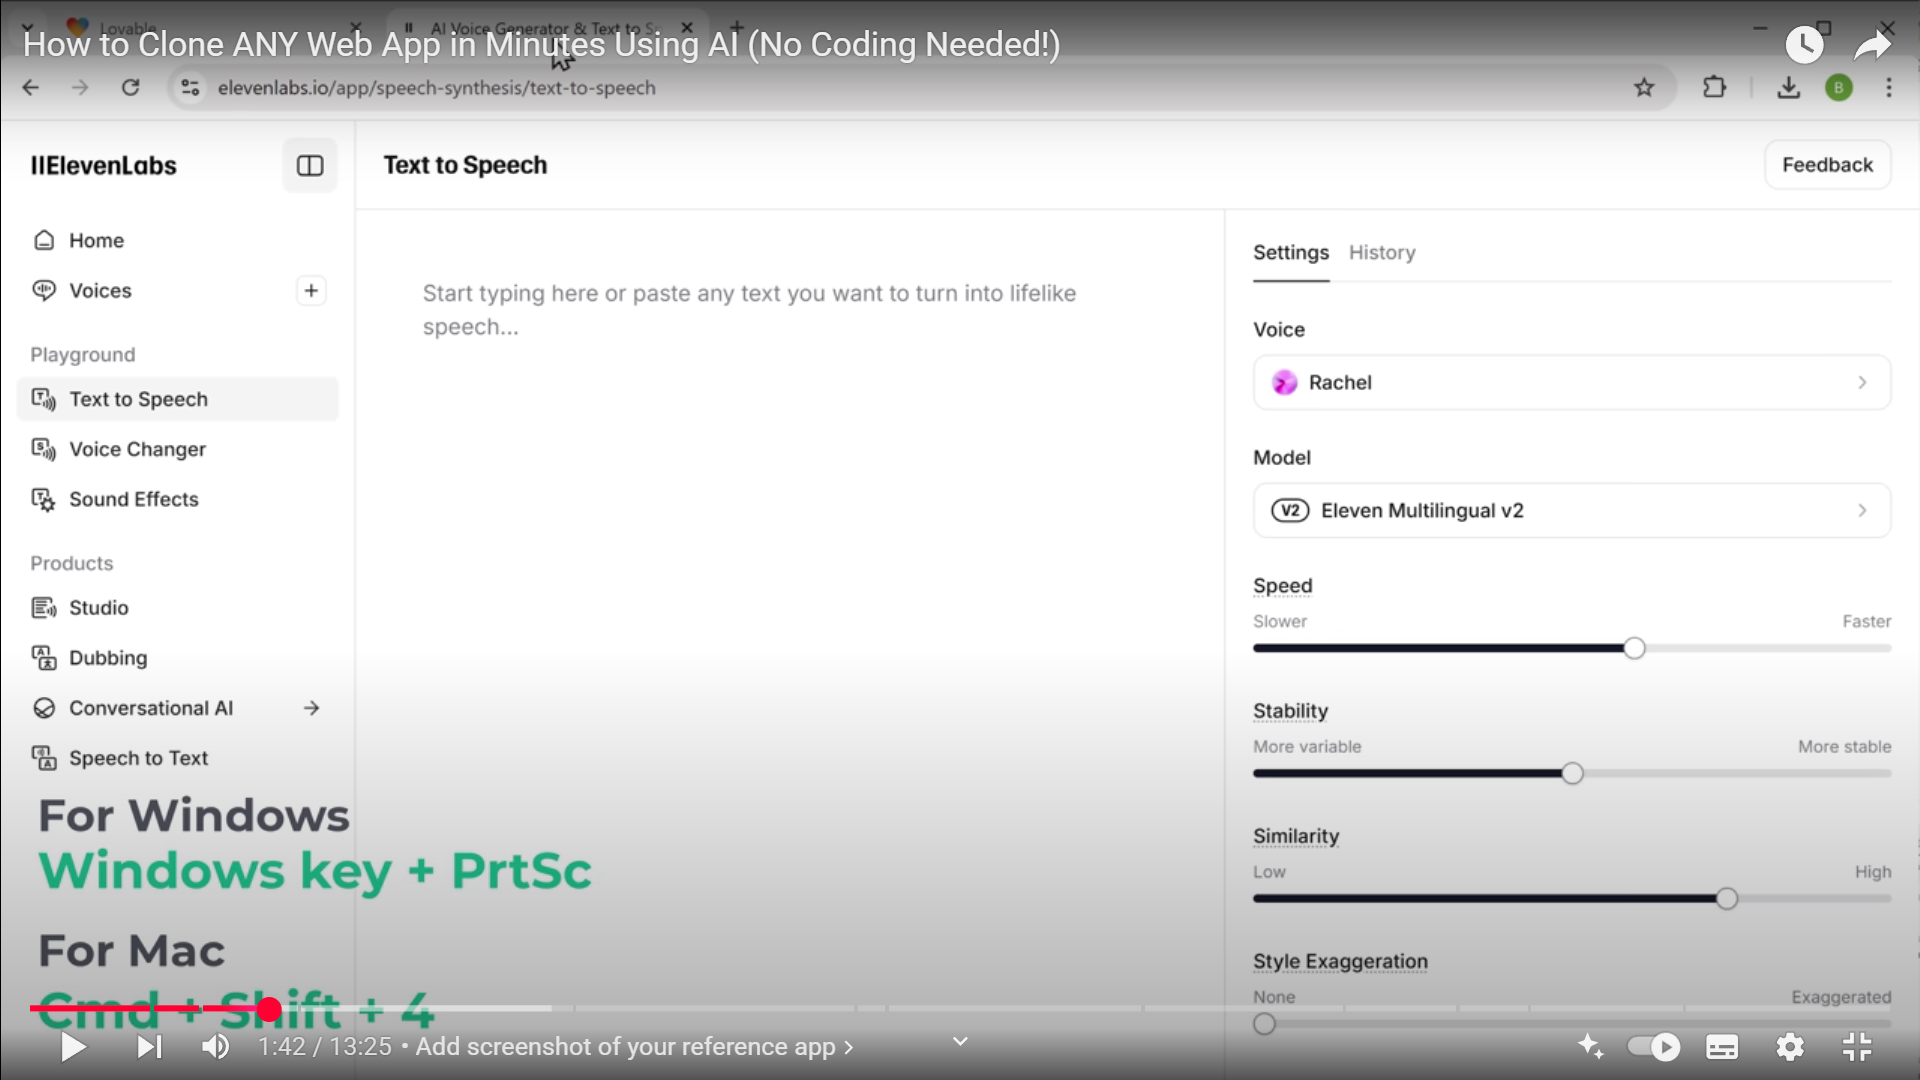 Lovable
AI Voice Generator & Text to S
How to Clone ANY Web App in Minutes Using AI (No Coding Needed!)
elevenlabs.io/app/speech-synthesis/text-to-speech
B
IIElevenLabs
Text to Speech
Feedback
Home
Voices
Playground
Text to Speech
Voice Changer
Sound Effects
Products
Studio
Dubbing
Conversational AI
Speech to Text
Start typing here or paste any text you want to turn into lifelike
speech...
Settings History
Voice
Rachel
Model
V2 Eleven Multilingual v2
Speed
Slower Faster
Stability
More variable More stable
Similarity
Low High
Style Exaggeration
None Exaggerated
For Windows
Windows key + PrtSc
For Mac
Cmd + Shift + 4
1:42 / 13:25 • Add screenshot of your reference app